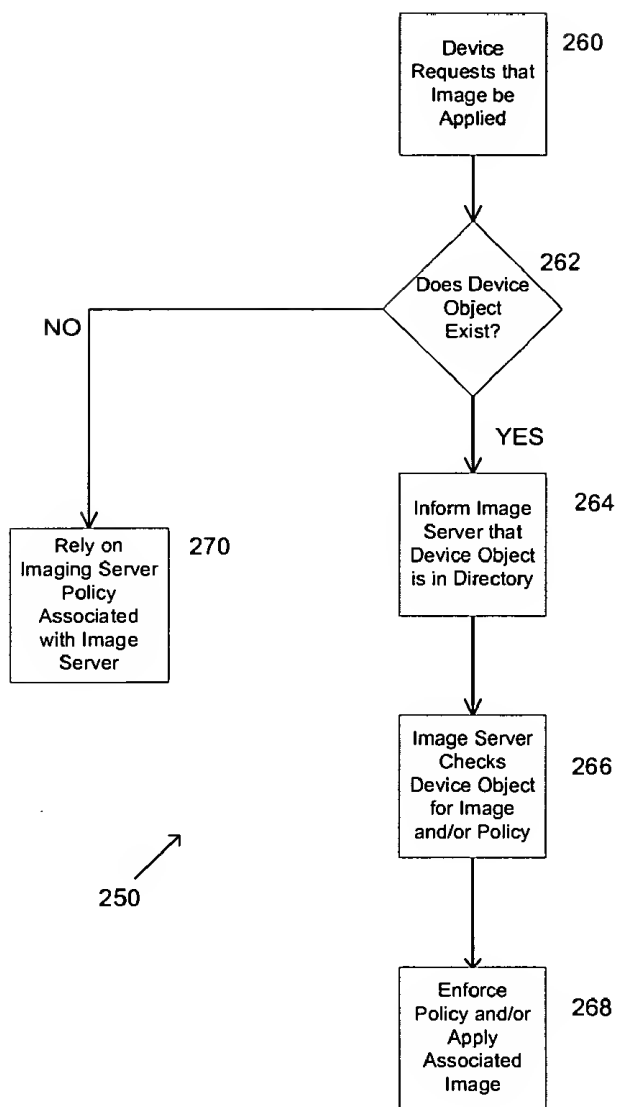 Device
Requests that
Image be
Applied
260
Does Device
Object
Exist?
262
NO
YES
Inform Image
Server that
Device Object
is in Directory
264
Rely on
Imaging Server
Policy
Associated
with Image
Server
270
Image Server
Checks
Device Object
for Image
and/or Policy
266
250
Enforce
Policy and/or
Apply
Associated
Image
268